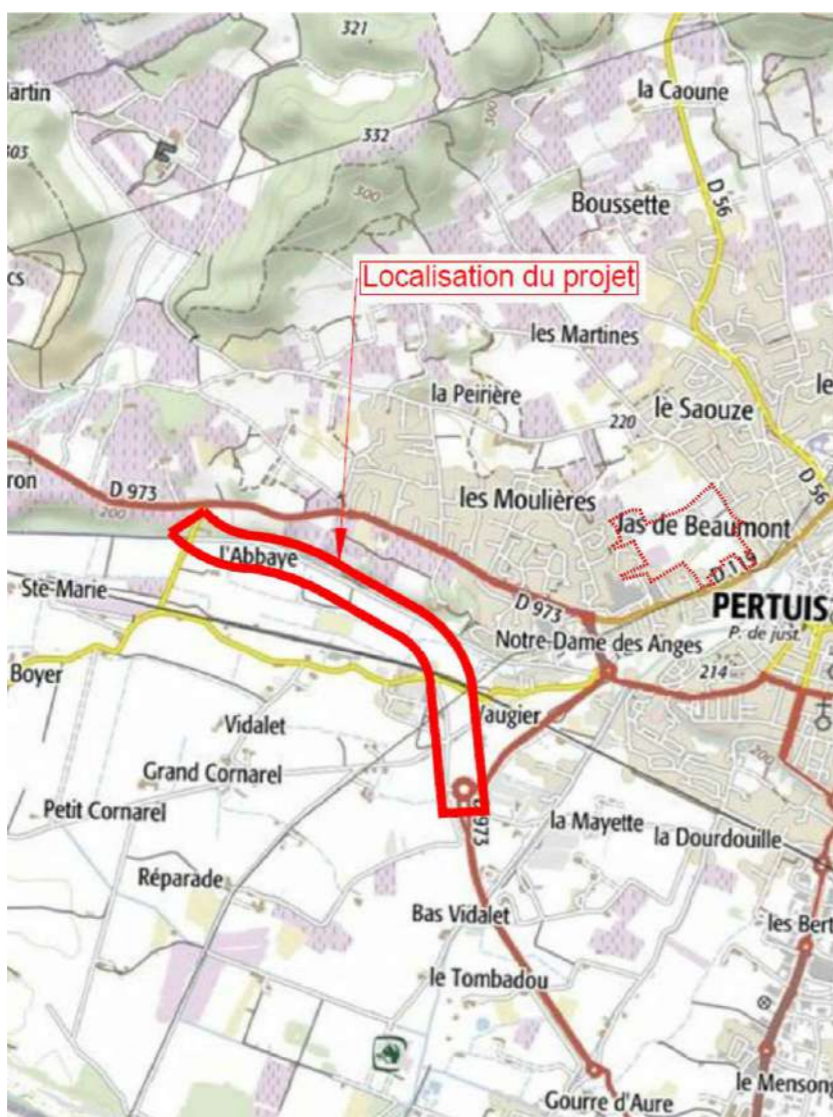 321
la Caoune
artin
332
300
303
300
D 56
Boussette
cs
Localisation du projet
les Martines
la Peirière
le
220
le Saouze
D 56
ron
D 973
200
les Moulières
Jas de Beaumont
l'Abbaye
D 119
Ste-Marie
D 973
PERTUIS
P. de just.
Notre-Dame des Anges
Boyer
214
Vidalet
Vaugier
200
Grand Cornarel
Petit Cornarel
973
la Mayette
la Dourdouille
Réparade
Bas Vidalet
les Bert
le Tombadou
le Menson
Gourre d'Aure